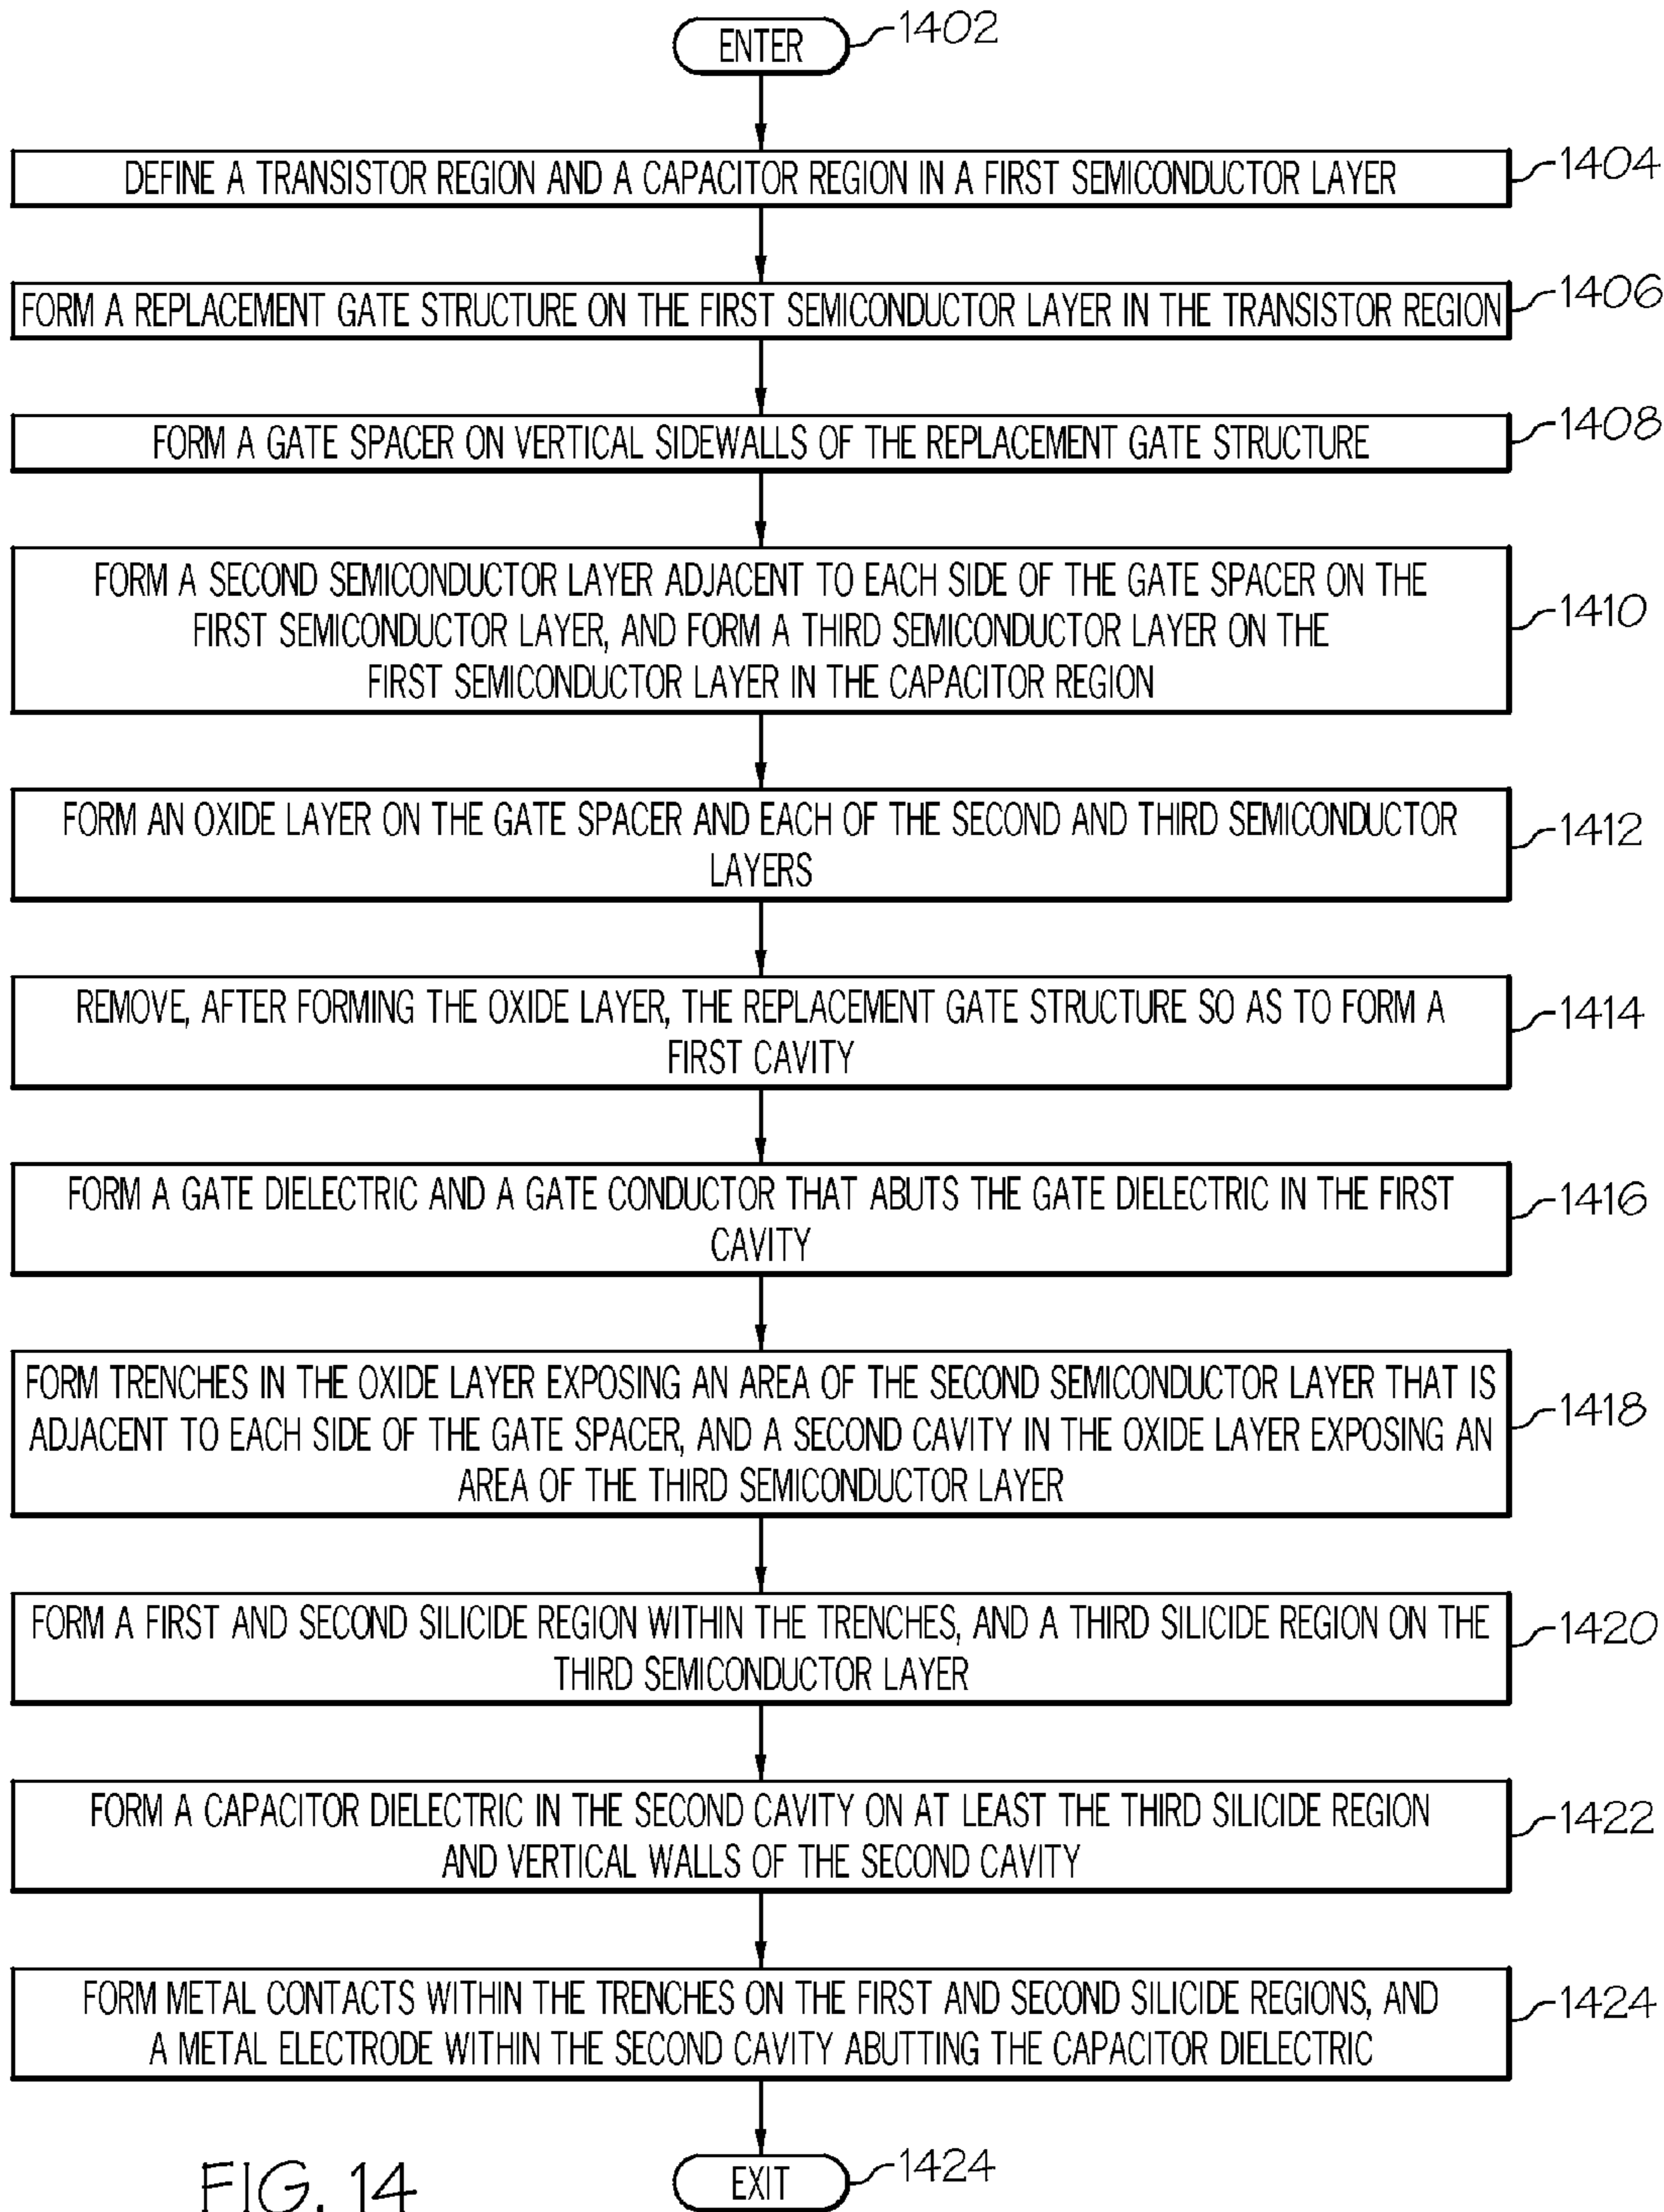 ENTER
1402
DEFINE A TRANSISTOR REGION AND A CAPACITOR REGION IN A FIRST SEMICONDUCTOR LAYER
1404
FORM A REPLACEMENT GATE STRUCTURE ON THE FIRST SEMICONDUCTOR LAYER IN THE TRANSISTOR REGION
1406
FORM A GATE SPACER ON VERTICAL SIDEWALLS OF THE REPLACEMENT GATE STRUCTURE
1408
FORM A SECOND SEMICONDUCTOR LAYER ADJACENT TO EACH SIDE OF THE GATE SPACER ON THE
FIRST SEMICONDUCTOR LAYER, AND FORM A THIRD SEMICONDUCTOR LAYER ON THE
FIRST SEMICONDUCTOR LAYER IN THE CAPACITOR REGION
1410
FORM AN OXIDE LAYER ON THE GATE SPACER AND EACH OF THE SECOND AND THIRD SEMICONDUCTOR
LAYERS
1412
REMOVE, AFTER FORMING THE OXIDE LAYER, THE REPLACEMENT GATE STRUCTURE SO AS TO FORM A
FIRST CAVITY
1414
FORM A GATE DIELECTRIC AND A GATE CONDUCTOR THAT ABUTS THE GATE DIELECTRIC IN THE FIRST
CAVITY
1416
FORM TRENCHES IN THE OXIDE LAYER EXPOSING AN AREA OF THE SECOND SEMICONDUCTOR LAYER THAT IS
ADJACENT TO EACH SIDE OF THE GATE SPACER, AND A SECOND CAVITY IN THE OXIDE LAYER EXPOSING AN
AREA OF THE THIRD SEMICONDUCTOR LAYER
1418
FORM A FIRST AND SECOND SILICIDE REGION WITHIN THE TRENCHES, AND A THIRD SILICIDE REGION ON THE
THIRD SEMICONDUCTOR LAYER
1420
FORM A CAPACITOR DIELECTRIC IN THE SECOND CAVITY ON AT LEAST THE THIRD SILICIDE REGION
AND VERTICAL WALLS OF THE SECOND CAVITY
1422
FORM METAL CONTACTS WITHIN THE TRENCHES ON THE FIRST AND SECOND SILICIDE REGIONS, AND
A METAL ELECTRODE WITHIN THE SECOND CAVITY ABUTTING THE CAPACITOR DIELECTRIC
1424
EXIT
1424
FIG. 14